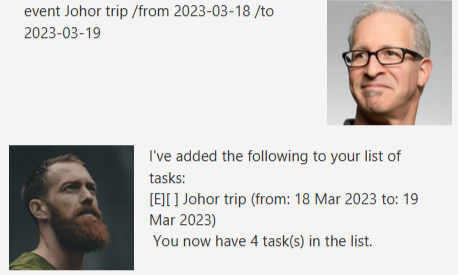 event Johor trip /from 2023-03-18 /to
2023-03-19
I've added the following to your list of
tasks:
[E][ ] Johor trip (from: 18 Mar 2023 to: 19
Mar 2023)
You now have 4 task(s) in the list.